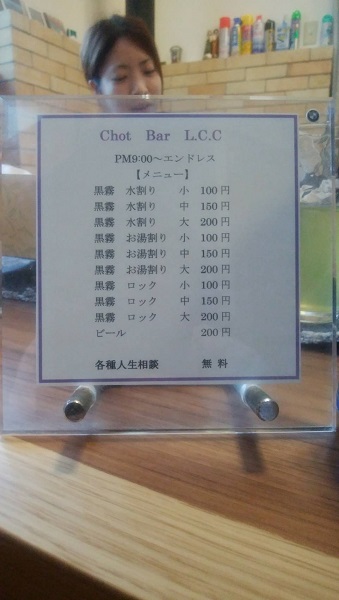 Chot Bar L.C.C
PM9:00～エンドレス
【メニュー】
黒霧 水割り 小 100円
黒霧 水割り 中 150円
黒霧 水割り 大 200円
黒霧 お湯割り 小 100円
黒霧 お湯割り 中 150円
黒霧 お湯割り 大 200円
黒霧 ロック 小 100円
黒霧 ロック 中 150円
黒霧 ロック 大 200円
ビール 200円
各種人生相談 無料